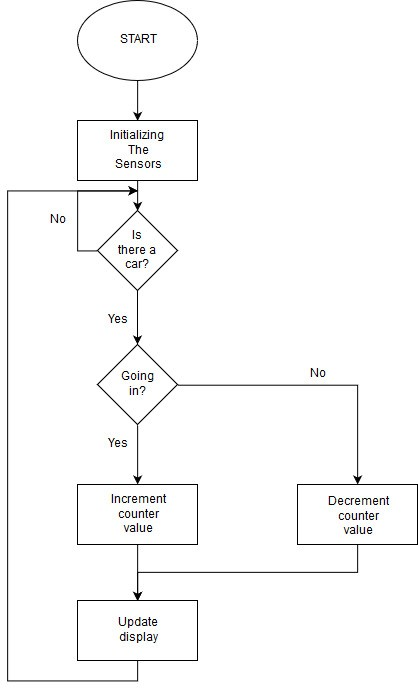 START
Initializing
The
Sensors
No
Is
there a
car?
Yes
Going
in?
No
Yes
Increment
counter
value
Decrement
counter
value
Update
display